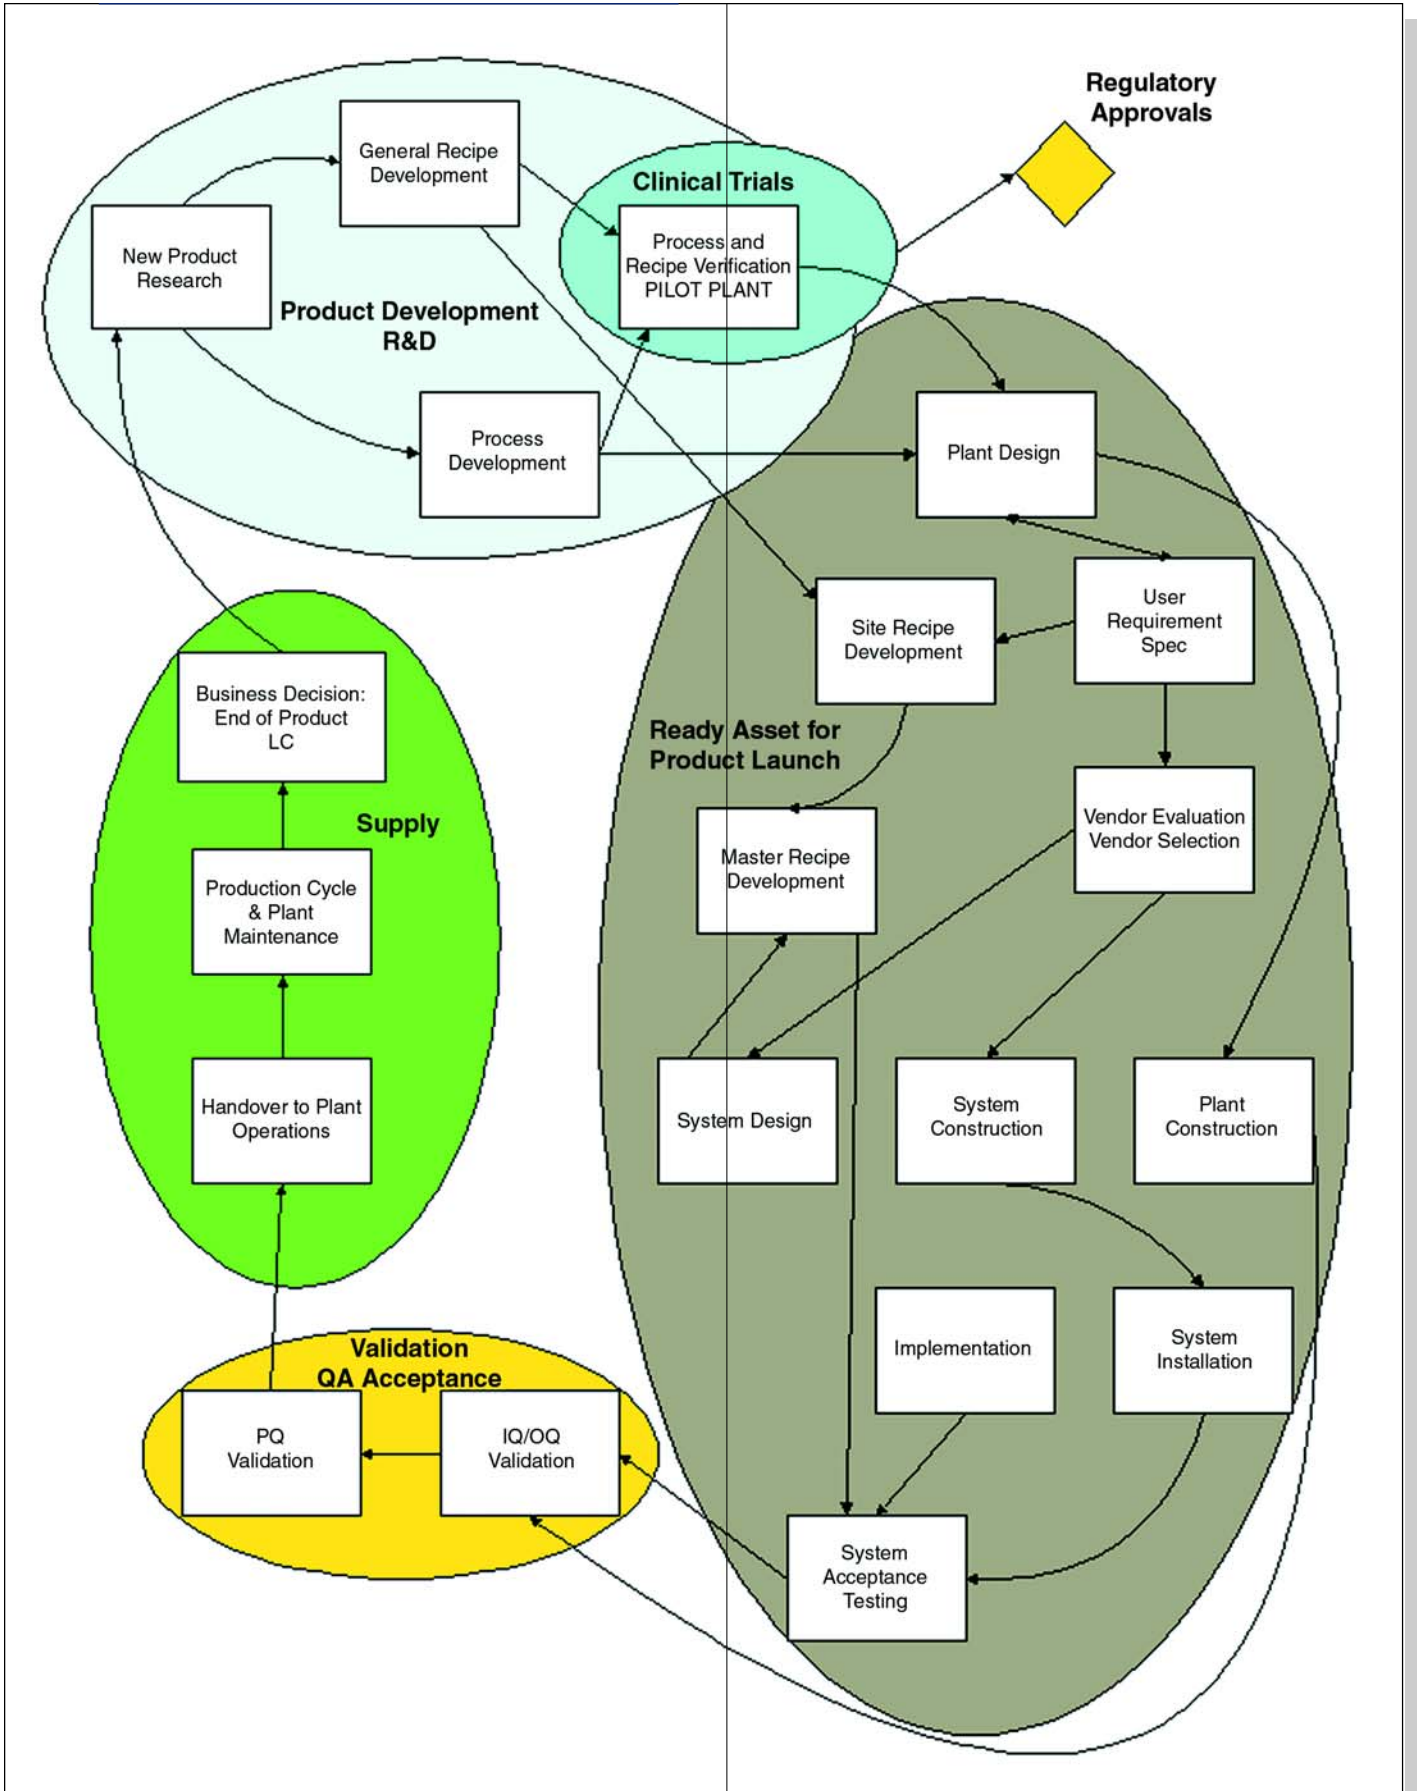 Regulatory
Approvals
General Recipe
Development
Clinical Trials
New Product
Research
Process and
Recipe Verification
PILOT PLANT
Product Development
R&D
Process
Development
Plant Design
User
Requirement
Spec
Site Recipe
Development
Business Decision:
End of Product
LC
Ready Asset for
Product Launch
Supply
Vendor Evaluation
Vendor Selection
Master Recipe
Development
Production Cycle
& Plant
Maintenance
Handover to Plant
Operations
System Design
System
Construction
Plant
Construction
Implementation
System
Installation
Validation
QA Acceptance
PQ
Validation
IQ/OQ
Validation
System
Acceptance
Testing